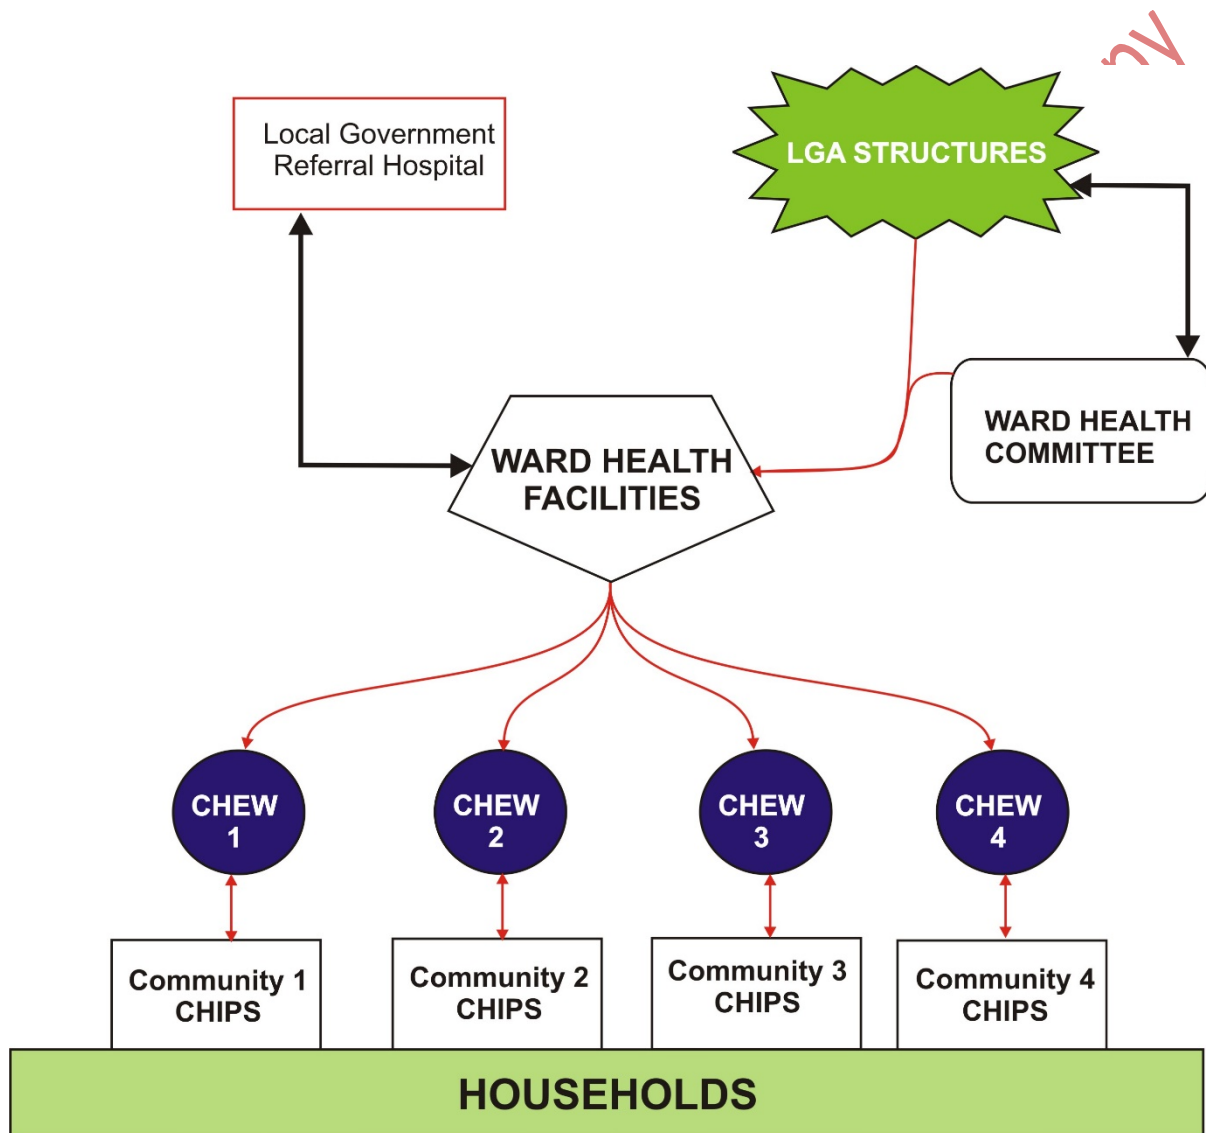 Local Government
Referral Hospital
LGA STRUCTURES
WARD HEALTH
COMMITTEE
WARD HEALTH
FACILITIES
CHEW
1
CHEW
2
CHEW
3
CHEW
4
Community 1
CHIPS
Community 2
CHIPS
Community 3
CHIPS
Community 4
CHIPS
HOUSEHOLDS